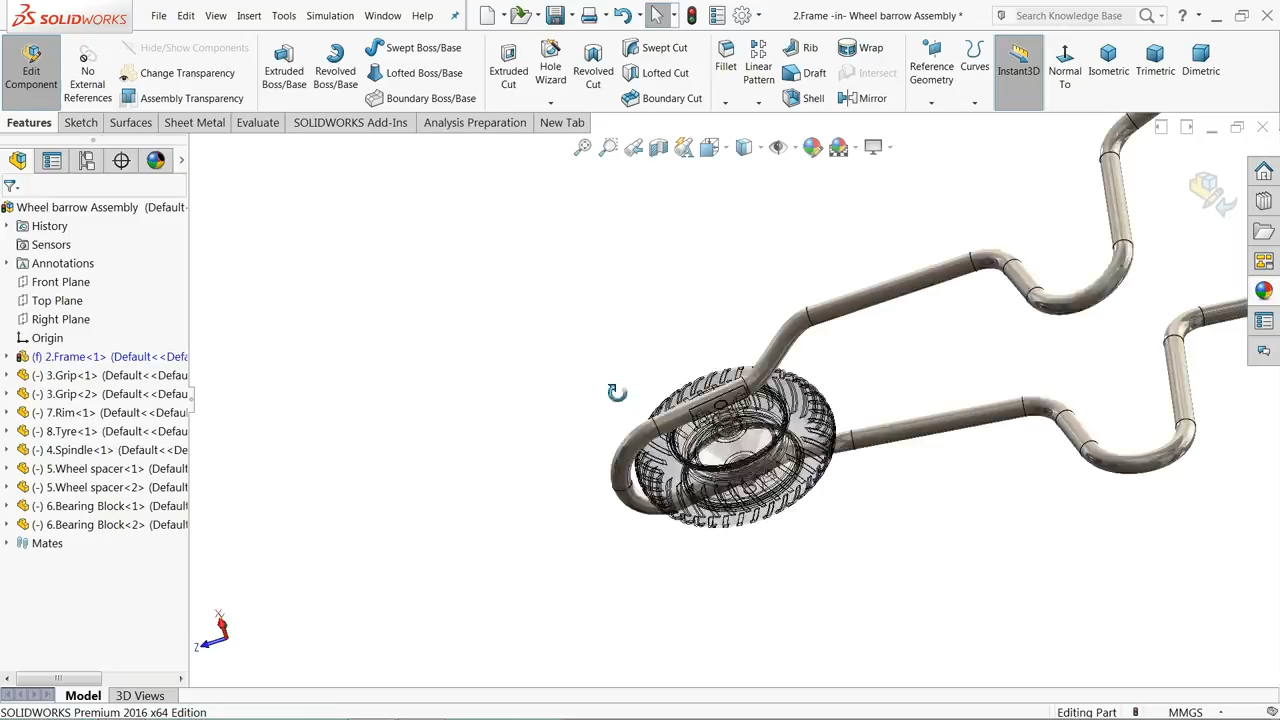 SOLIDWORKS
File Edit View Insert Tools Simulation Window Help
2.Frame -in- Wheel barrow Assembly *
Search Knowledge Base
?
Edit Component
No External References
Hide/Show Components
Change Transparency
Assembly Transparency
Extruded Boss/Base
Revolved Boss/Base
Swept Boss/Base
Lofted Boss/Base
Boundary Boss/Base
Extruded Cut
Hole Wizard
Revolved Cut
Swept Cut
Lofted Cut
Boundary Cut
Fillet
Linear Pattern
Rib
Draft
Shell
Wrap
Intersect
Mirror
Reference Geometry
Curves
Instant3D
Normal To
Isometric
Trimetric
Dimetric
Features Sketch Surfaces Sheet Metal Evaluate SOLIDWORKS Add-Ins Analysis Preparation New Tab
Wheel barrow Assembly (Default-
History
Sensors
Annotations
Front Plane
Top Plane
Right Plane
Origin
(f) 2.Frame<1> (Default<<Defa
(-) 3.Grip<1> (Default<<Defau
(-) 3.Grip<2> (Default<<Defau
(-) 7.Rim<1> (Default<<Defau
(-) 8.Tyre<1> (Default<<Defau
(-) 4.Spindle<1> (Default<<De
(-) 5.Wheel spacer<1> (Default
(-) 5.Wheel spacer<2> (Default
(-) 6.Bearing Block<1> (Default
(-) 6.Bearing Block<2> (Default
Mates
X
Z
Model 3D Views
SOLIDWORKS Premium 2016 x64 Edition
Editing Part
MMGS